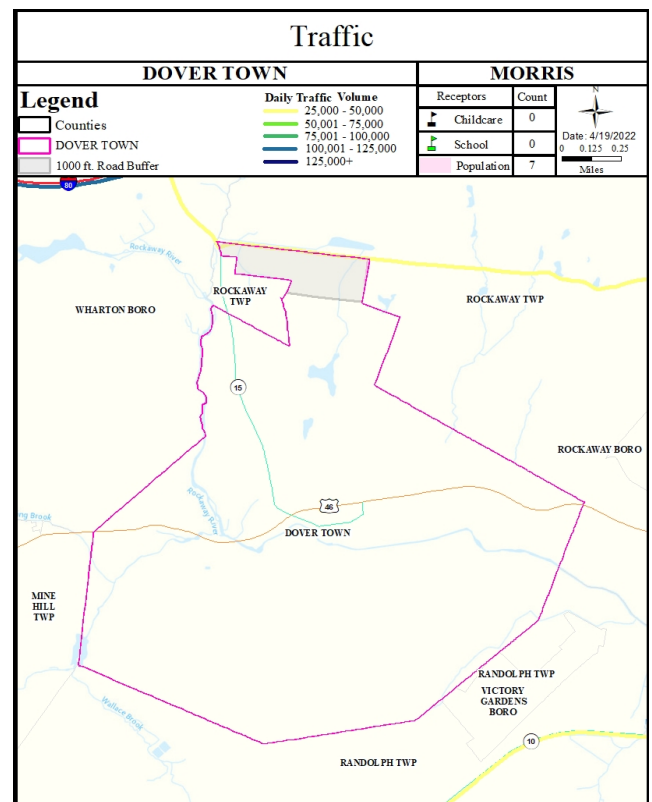 Traffic
DOVER TOWN
MORRIS
Legend
Counties
DOVER TOWN
1000 ft. Road Buffer
Daily Traffic Volume
25,000 - 50,000
50,001 - 75,000
75,001 - 100,000
100,001 - 125,000
125,000+
Receptors Count
Childcare 0
School 0
Population 7
N
Date: 4/19/2022
0 0.125 0.25
Miles
80
Rockaway River
ROCKAWAY
TWP
WHARTON BORO
ROCKAWAY TWP
15
ROCKAWAY BORO
Rockaway River
46
ng Brook
DOVER TOWN
MINE
HILL
TWP
RANDOLPH TWP
VICTORY
GARDENS
BORO
Wallace Brook
10
RANDOLPH TWP